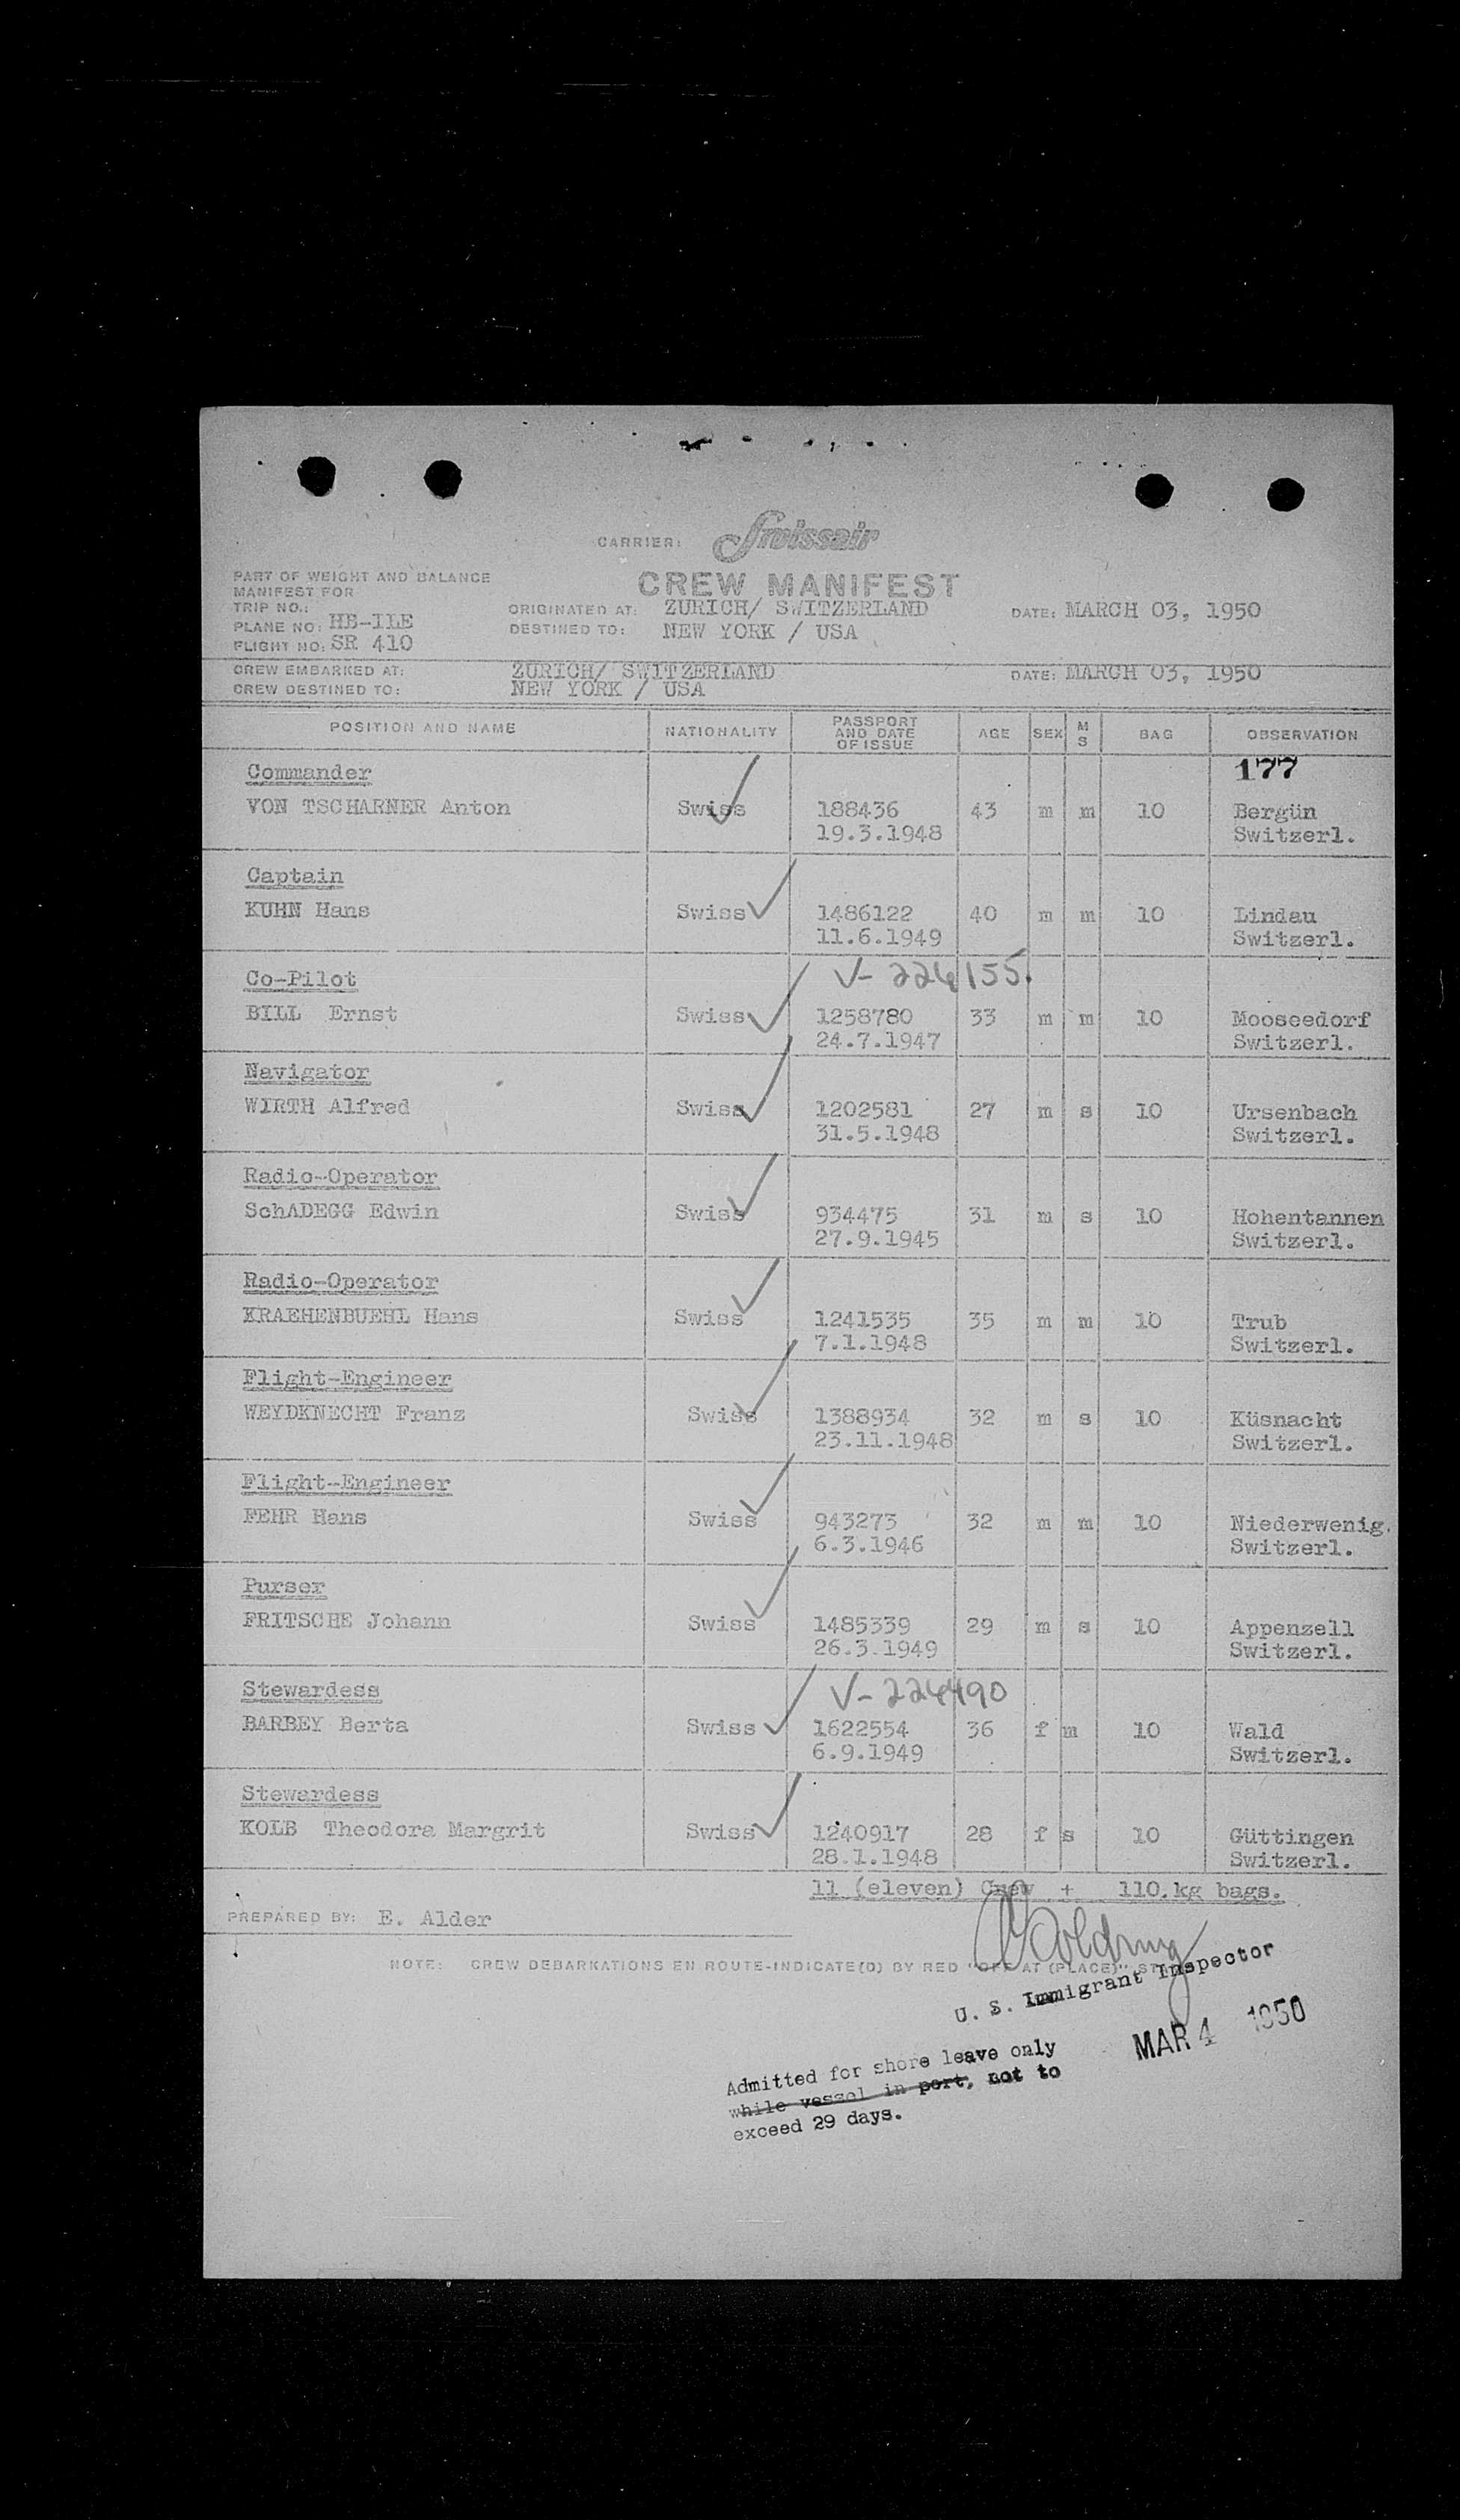 CARRIER: Swissair
PART OF WEIGHT AND BALANCE
MANIFEST FOR
CREW MANIFEST
TRIP NO.:
PLANE NO: HB-ILE
FLIGHT NO: SR 410
ORIGINATED AT: ZURICH/ SWITZERLAND
DESTINED TO: NEW YORK / USA
DATE: MARCH 03, 1950
CREW EMBARKED AT: ZURICH/ SWITZERLAND DATE: MARCH 03, 1950
CREW DESTINED TO: NEW YORK / USA
POSITION AND NAME NATIONALITY PASSPORT AND DATE OF ISSUE AGE SEX M S BAG OBSERVATION
Commander 177
VON TSCHARNER Anton Swiss 188436 43 m m 10 Bergün
19.3.1948 Switzerl.
Captain
KUHN Hans Swiss 1486122 40 m m 10 Lindau
11.6.1949 Switzerl.
Co-Pilot V- 224155.
BILL Ernst Swiss 1258780 33 m m 10 Mooseedorf
24.7.1947 Switzerl.
Navigator
WIRTH Alfred Swiss 1202581 27 m s 10 Ursenbach
31.5.1948 Switzerl.
Radio-Operator
SchADEGG Edwin Swiss 934475 31 m s 10 Hohentannen
27.9.1945 Switzerl.
Radio-Operator
KRAEHENBUEHL Hans Swiss 1241535 35 m m 10 Trub
7.1.1948 Switzerl.
Flight-Engineer
WEYDKNECHT Franz Swiss 1388934 32 m s 10 Küsnacht
23.11.1948 Switzerl.
Flight-Engineer
FEHR Hans Swiss 943273 32 m m 10 Niederwenig.
6.3.1946 Switzerl.
Purser
FRITSCHE Johann Swiss 1485339 29 m s 10 Appenzell
26.3.1949 Switzerl.
Stewardess V- 224490
BARBEY Berta Swiss 1622554 36 f m 10 Wald
6.9.1949 Switzerl.
Stewardess
KOLB Theodora Margrit Swiss 1240917 28 f s 10 Güttingen
28.1.1948 Switzerl.
11 (eleven) Crew + 110.kg bags.
PREPARED BY: E. Alder
NOTE: CREW DEBARKATIONS EN ROUTE-INDICATE(D) BY RED "OFF AT (PLACE)"
U. S. Immigrant Inspector
MAR 4 1950
Admitted for shore leave only
while vessel in port, not to
exceed 29 days.